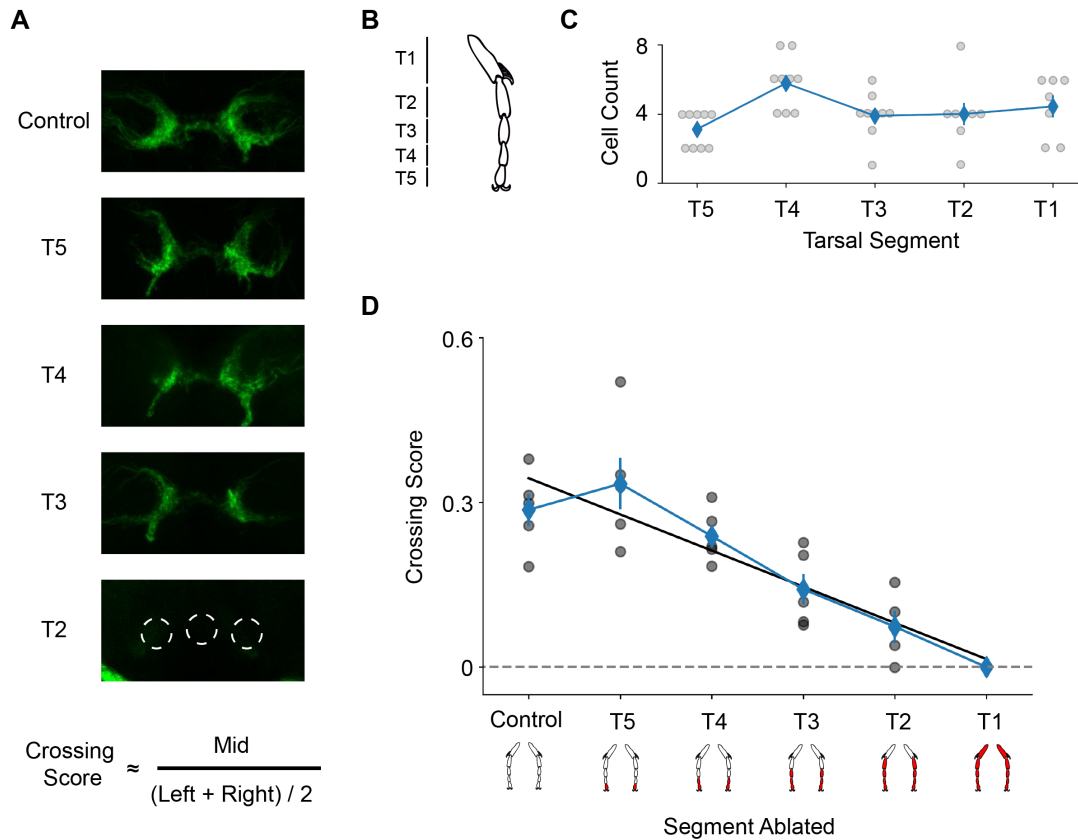 A
Control
T5
T4
T3
T2
Crossing
Score
≈
Mid
(Left + Right) / 2
B
T1
T2
T3
T4
T5
C
8
4
0
Cell Count
T5 T4 T3 T2 T1
Tarsal Segment
D
0.6
0.3
0
Crossing Score
Control T5 T4 T3 T2 T1
Segment Ablated